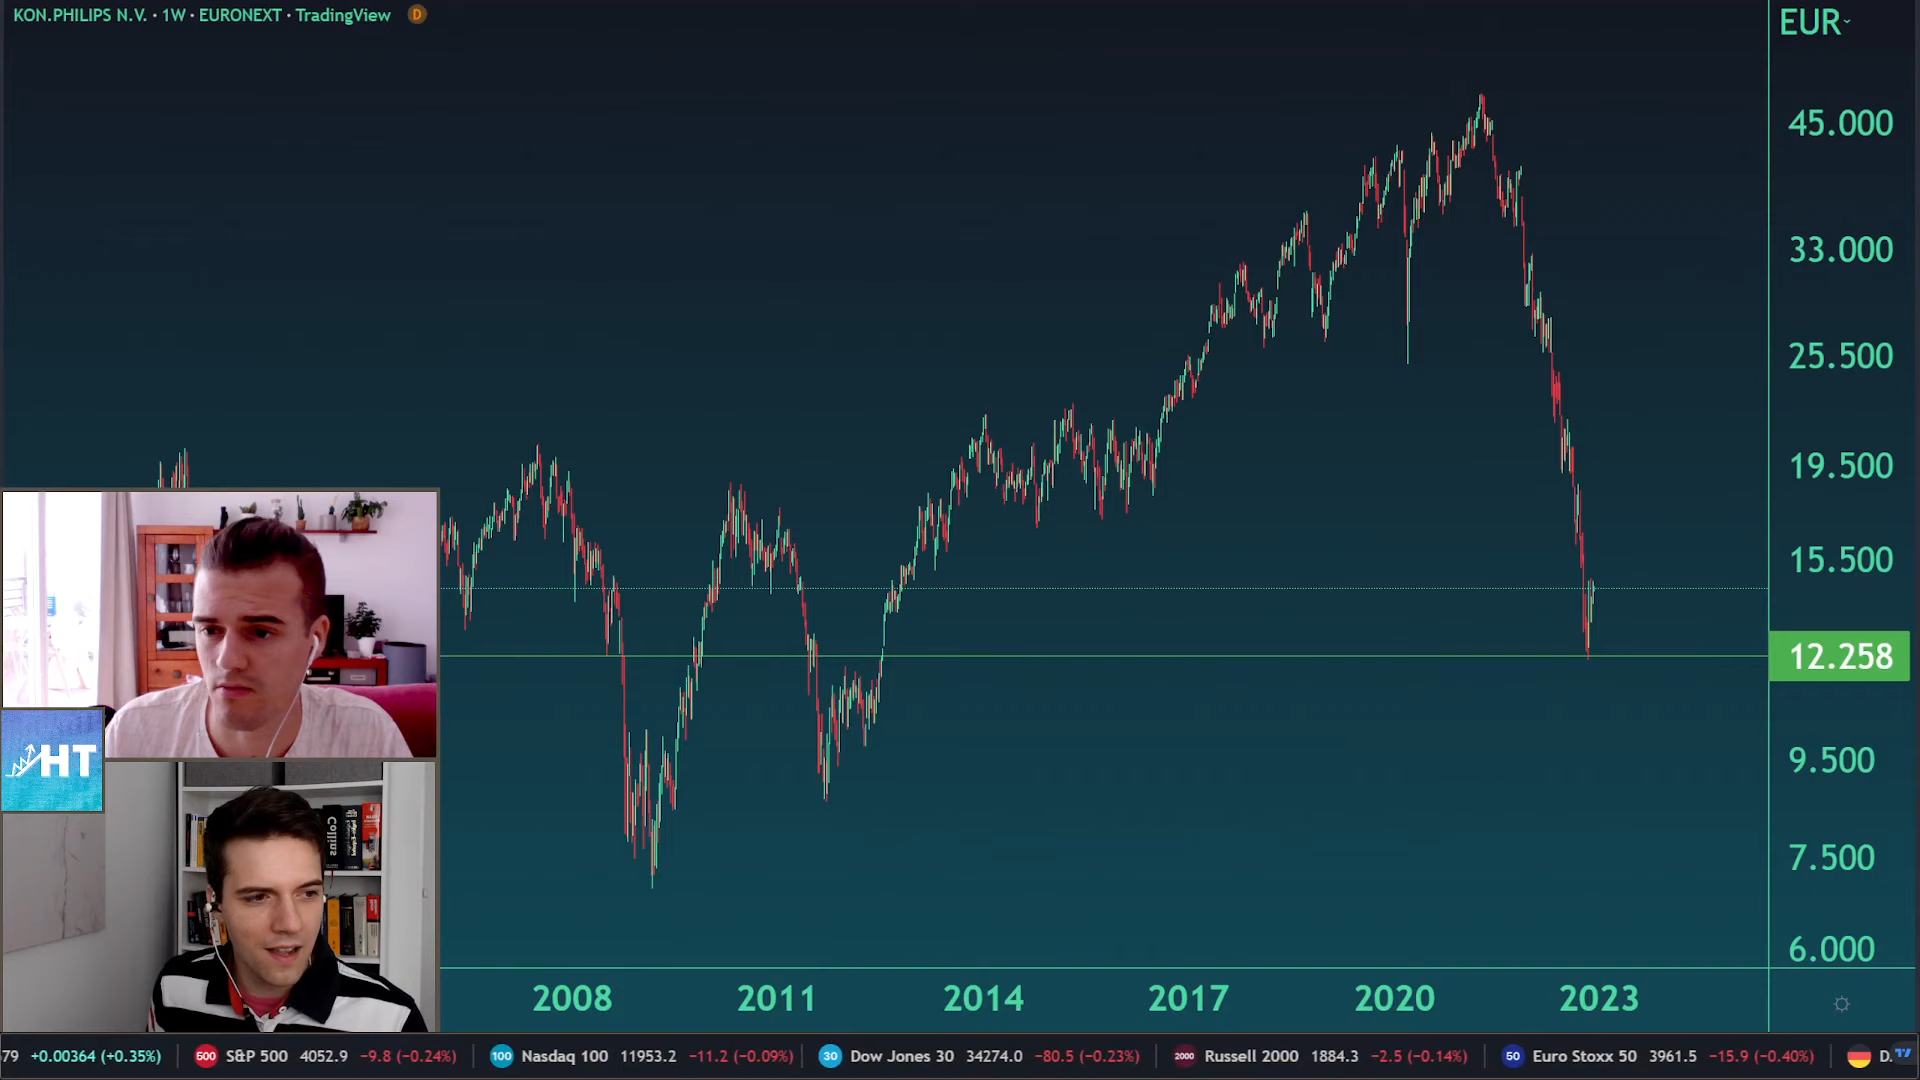 KON.PHILIPS N.V. · 1W · EURONEXT · TradingView D
EUR
45.000
33.000
25.500
19.500
15.500
12.258
9.500
7.500
6.000
HT
Collins
2008 2011 2014 2017 2020 2023
79 +0.00364 (+0.35%) 500 S&P 500 4052.9 −9.8 (−0.24%) 100 Nasdaq 100 11953.2 −11.2 (−0.09%) 30 Dow Jones 30 34274.0 −80.5 (−0.23%) 2000 Russell 2000 1884.3 −2.5 (−0.14%) 50 Euro Stoxx 50 3961.5 −15.9 (−0.40%) D.